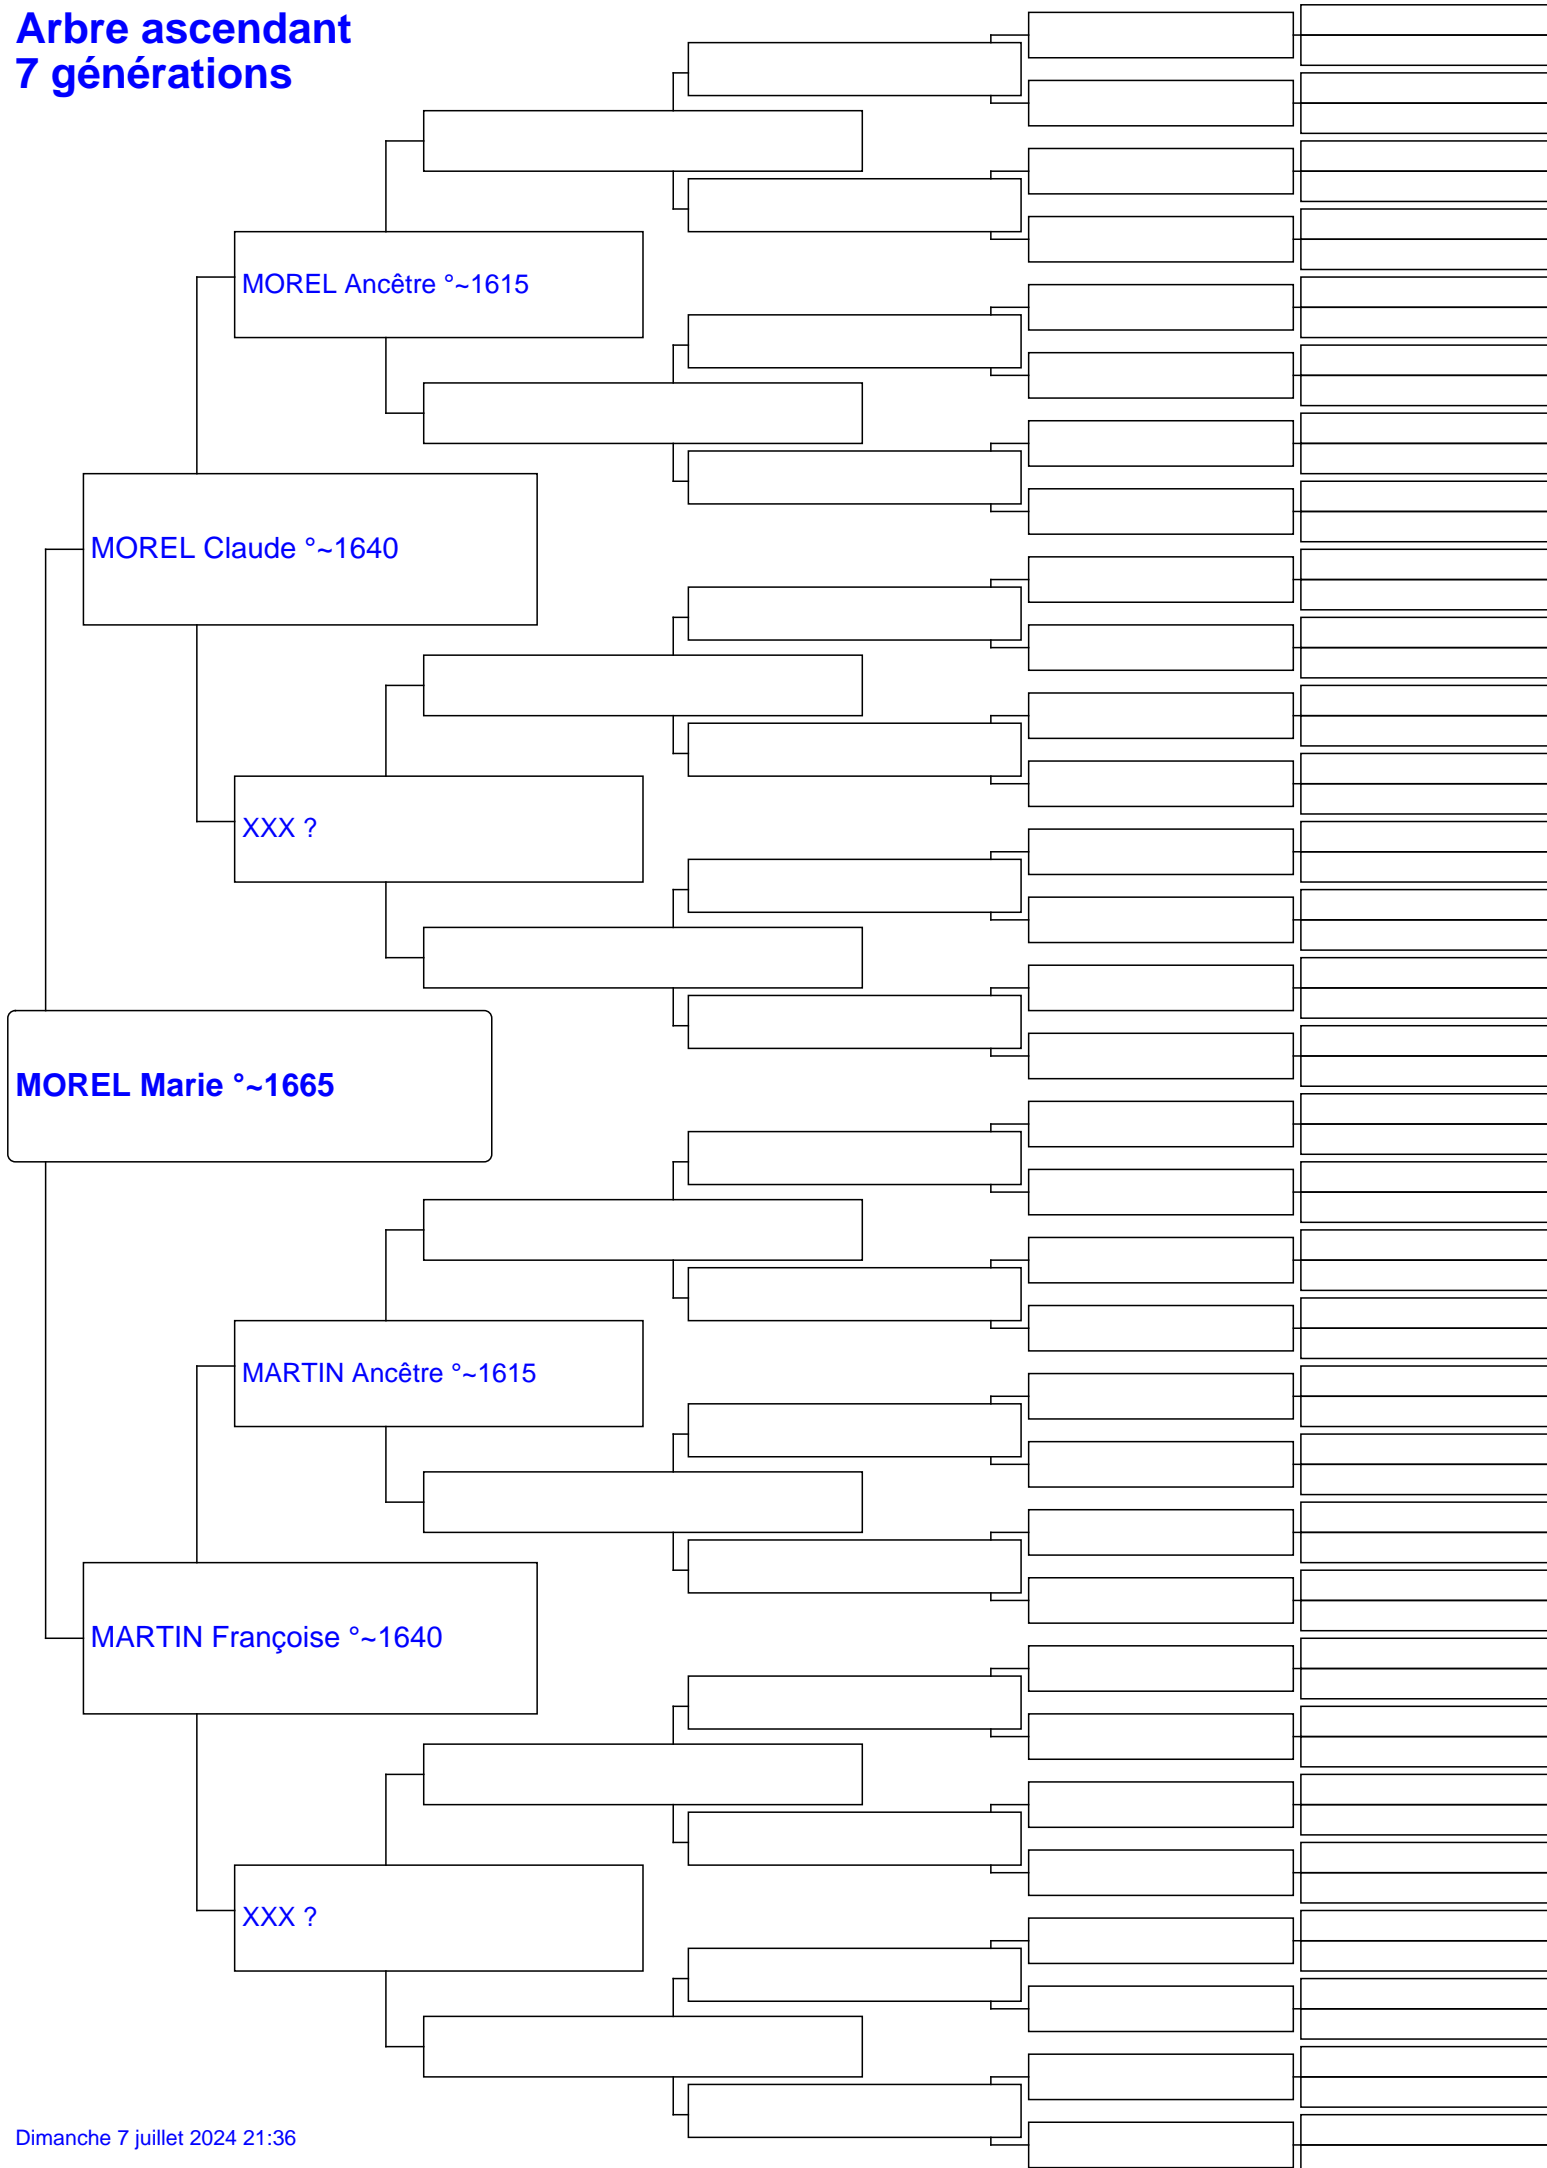 Arbre ascendant
7 générations
MOREL Ancêtre °~1615
MOREL Claude °~1640
XXX ?
MOREL Marie °~1665
MARTIN Ancêtre °~1615
MARTIN Françoise °~1640
XXX ?
Dimanche 7 juillet 2024 21:36